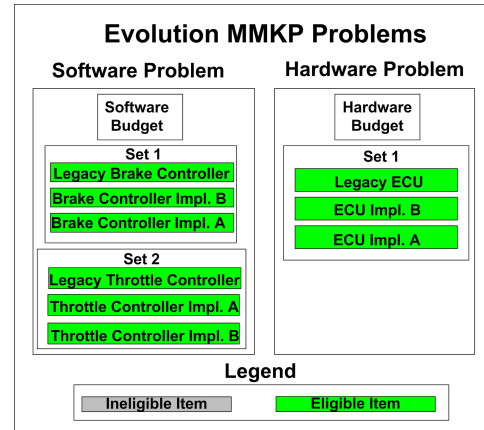 Evolution MMKP Problems
Software Problem
Software
Budget
Set 1
Legacy Brake Controller
Brake Controller Impl. B
Brake Controller Impl. A
Set 2
Legacy Throttle Controller
Throttle Controller Impl. A
Throttle Controller Impl. B
Hardware Problem
Hardware
Budget
Set 1
Legacy ECU
ECU Impl. B
ECU Impl. A
Legend
Ineligible Item
Eligible Item